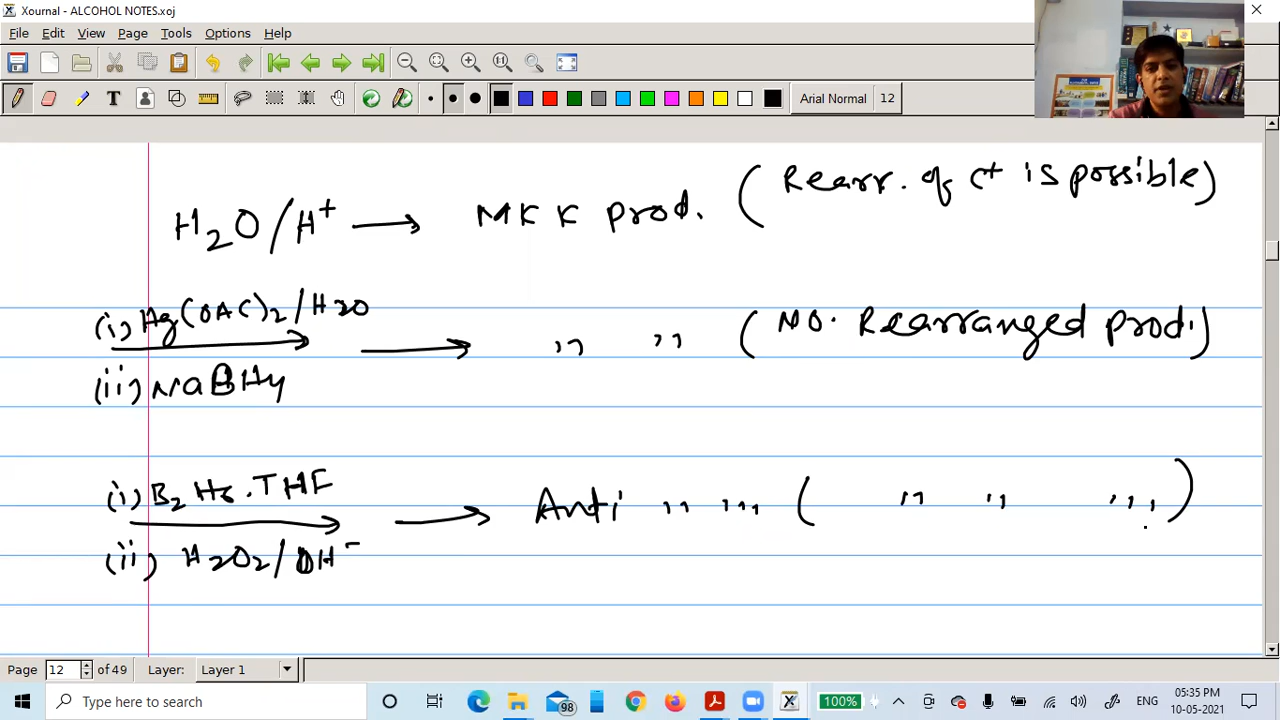 Xournal - ALCOHOL NOTES.xoj
File Edit View Page Tools Options Help
Arial Normal 12
H2O/H+ → MKK prod. (Rearr. of C+ is possible)
(i) Hg(OAC)2/H2O
(ii) NaBH4
→ ,, ,, (NO. Rearranged prod.)
(i) B2H6.THF
(ii) H2O2/OH-
→ Anti ,, ,,, ( ,, ,, ,,, )
Page 12 of 49 Layer: Layer 1
Type here to search
98
100%
ENG
05:35 PM
10-05-2021